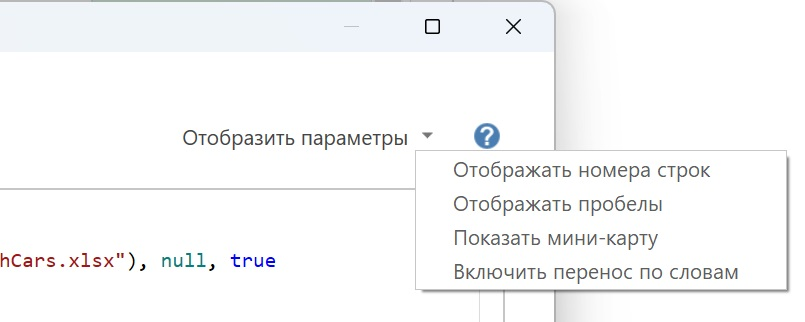 Отобразить параметры
?
Отображать номера строк
Отображать пробелы
Показать мини-карту
Включить перенос по словам
hCars.xlsx"), null, true